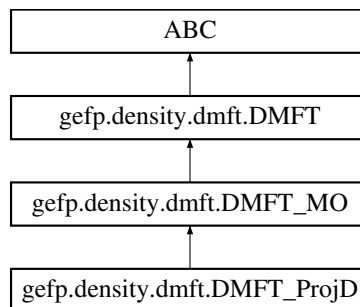 ABC
gefp.density.dmft.DMFT
gefp.density.dmft.DMFT_MO
gefp.density.dmft.DMFT_ProjD